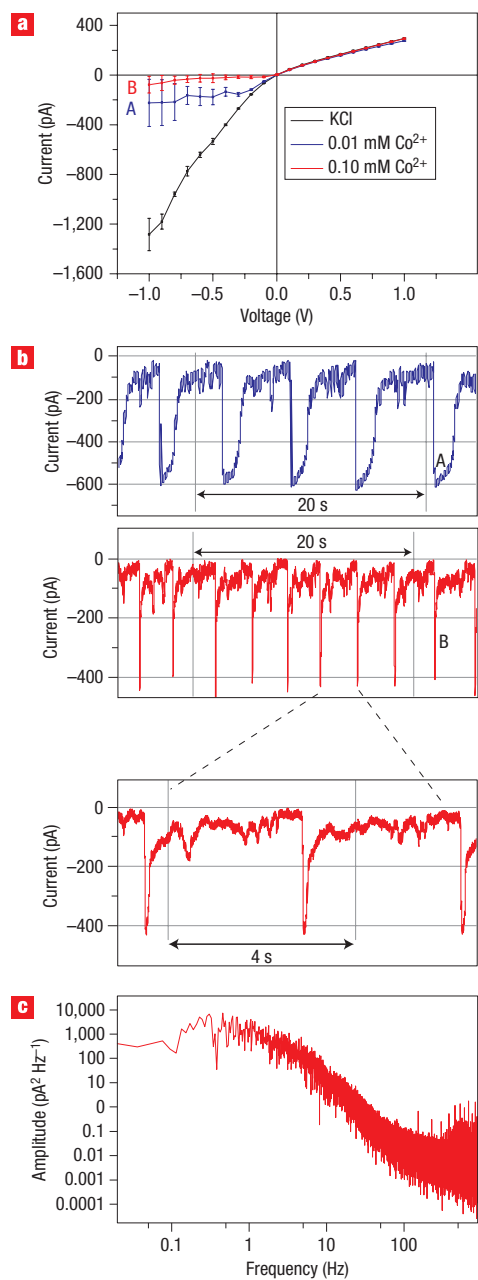 a
400
0
–400
–800
–1,200
–1,600
Current (pA)
B
A
KCl
0.01 mM Co²⁺
0.10 mM Co²⁺
–1.0
–0.5
0.0
0.5
1.0
Voltage (V)
b
0
–200
–400
–600
Current (pA)
A
20 s
20 s
0
–200
–400
Current (pA)
B
0
–200
–400
Current (pA)
4 s
c
10,000
1,000
100
10
0
0.1
0.01
0.001
0.0001
Amplitude (pA² Hz⁻¹)
0.1
1
10
100
Frequency (Hz)